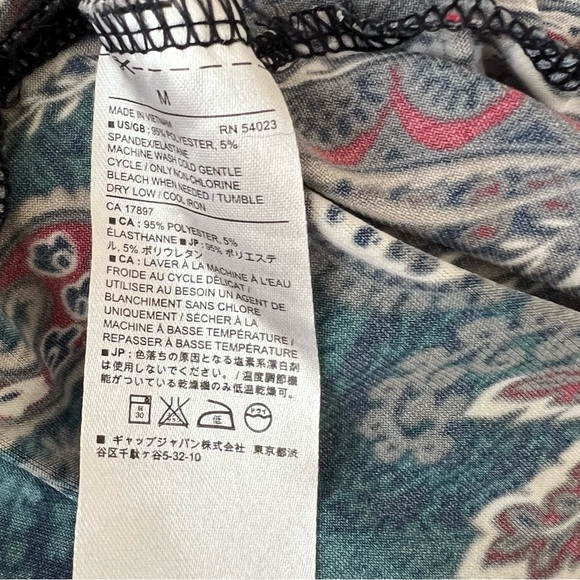 M
MADE IN VIETNAM RN 54023
■ US/GB : 95% POLYESTER, 5%
SPANDEX/ELASTANE
MACHINE WASH COLD GENTLE
CYCLE / ONLY NON-CHLORINE
BLEACH WHEN NEEDED / TUMBLE
DRY LOW / COOL IRON
CA 17897
■ CA : 95% POLYESTER, 5%
ÉLASTHANNE ■ JP : 95% ポリエステ
ル, 5% ポリウレタン
■ CA : LAVER À LA MACHINE À L'EAU
FROIDE AU CYCLE DÉLICAT /
UTILISER AU BESOIN UN AGENT DE
BLANCHIMENT SANS CHLORE
UNIQUEMENT / SÉCHER À LA
MACHINE À BASSE TEMPÉRATURE /
REPASSER À BASSE TEMPÉRATURE
■ JP : 色落ちの原因となる塩素系漂白剤
は使用しないでください。/ 温度調節機
能がついている乾燥機のみ低温乾燥可。
30 低
■ ギャップジャパン株式会社 東京都渋
谷区千駄ヶ谷5-32-10